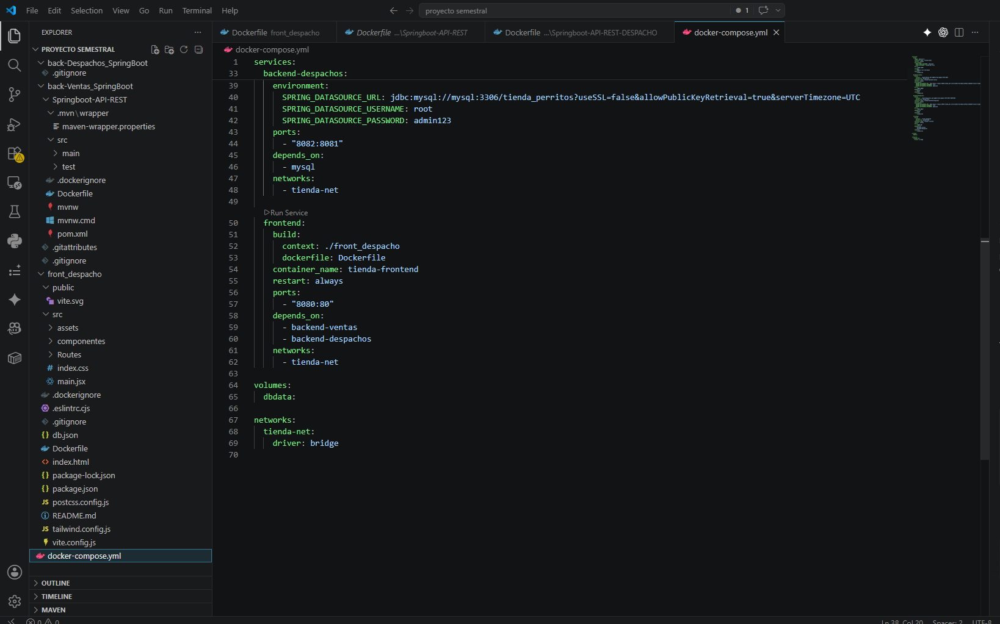 File Edit Selection View Go Run Terminal Help
proyecto semestral
1
EXPLORER
PROYECTO SEMESTRAL
back-Despachos_SpringBoot
.gitignore
back-Ventas_SpringBoot
Springboot-API-REST
.mvn\wrapper
maven-wrapper.properties
src
main
test
.dockerignore
Dockerfile
mvnw
mvnw.cmd
pom.xml
.gitattributes
.gitignore
front_despacho
public
vite.svg
src
assets
componentes
Routes
index.css
main.jsx
.dockerignore
.eslintrc.cjs
.gitignore
db.json
Dockerfile
index.html
package-lock.json
package.json
postcss.config.js
README.md
tailwind.config.js
vite.config.js
docker-compose.yml
OUTLINE
TIMELINE
MAVEN
Dockerfile front_despacho
Dockerfile ...\Springboot-API-REST
Dockerfile ...\Springboot-API-REST-DESPACHO
docker-compose.yml
docker-compose.yml
1 services:
33 backend-despachos:
39 environment:
40 SPRING_DATASOURCE_URL: jdbc:mysql://mysql:3306/tienda_perritos?useSSL=false&allowPublicKeyRetrieval=true&serverTimezone=UTC
41 SPRING_DATASOURCE_USERNAME: root
42 SPRING_DATASOURCE_PASSWORD: admin123
43 ports:
44 - "8082:8081"
45 depends_on:
46 - mysql
47 networks:
48 - tienda-net
49
Run Service
50 frontend:
51 build:
52 context: ./front_despacho
53 dockerfile: Dockerfile
54 container_name: tienda-frontend
55 restart: always
56 ports:
57 - "8080:80"
58 depends_on:
59 - backend-ventas
60 - backend-despachos
61 networks:
62 - tienda-net
63
64 volumes:
65 dbdata:
66
67 networks:
68 tienda-net:
69 driver: bridge
70
0 0
Ln 38, Col 20 Spaces: 2 UTF-8